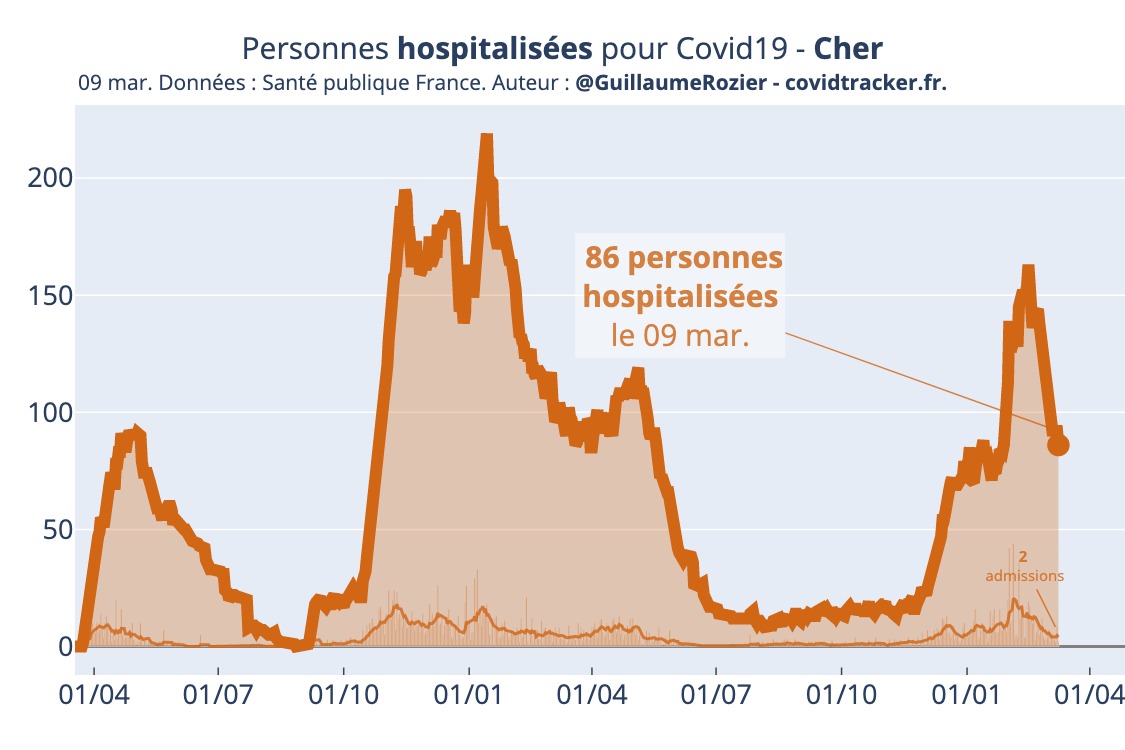 Personnes hospitalisées pour Covid19 - Cher
09 mar. Données : Santé publique France. Auteur : @GuillaumeRozier - covidtracker.fr.
200
150
100
50
0
86 personnes
hospitalisées
le 09 mar.
2
admissions
01/04
01/07
01/10
01/01
01/04
01/07
01/10
01/01
01/04